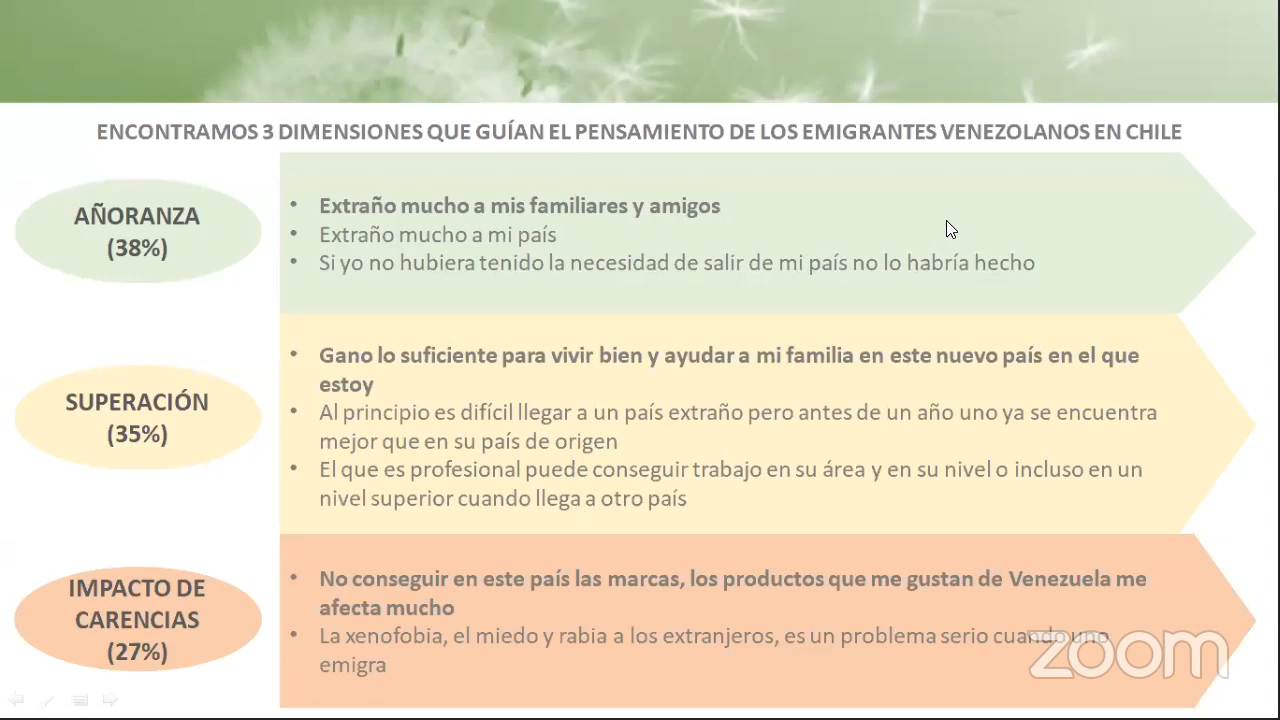 ENCONTRAMOS 3 DIMENSIONES QUE GUÍAN EL PENSAMIENTO DE LOS EMIGRANTES VENEZOLANOS EN CHILE
AÑORANZA
(38%)
• Extraño mucho a mis familiares y amigos
• Extraño mucho a mi país
• Si yo no hubiera tenido la necesidad de salir de mi país no lo habría hecho
SUPERACIÓN
(35%)
• Gano lo suficiente para vivir bien y ayudar a mi familia en este nuevo país en el que
estoy
• Al principio es difícil llegar a un país extraño pero antes de un año uno ya se encuentra
mejor que en su país de origen
• El que es profesional puede conseguir trabajo en su área y en su nivel o incluso en un
nivel superior cuando llega a otro país
IMPACTO DE
CARENCIAS
(27%)
• No conseguir en este país las marcas, los productos que me gustan de Venezuela me
afecta mucho
• La xenofobia, el miedo y rabia a los extranjeros, es un problema serio cuando uno
emigra
zoom